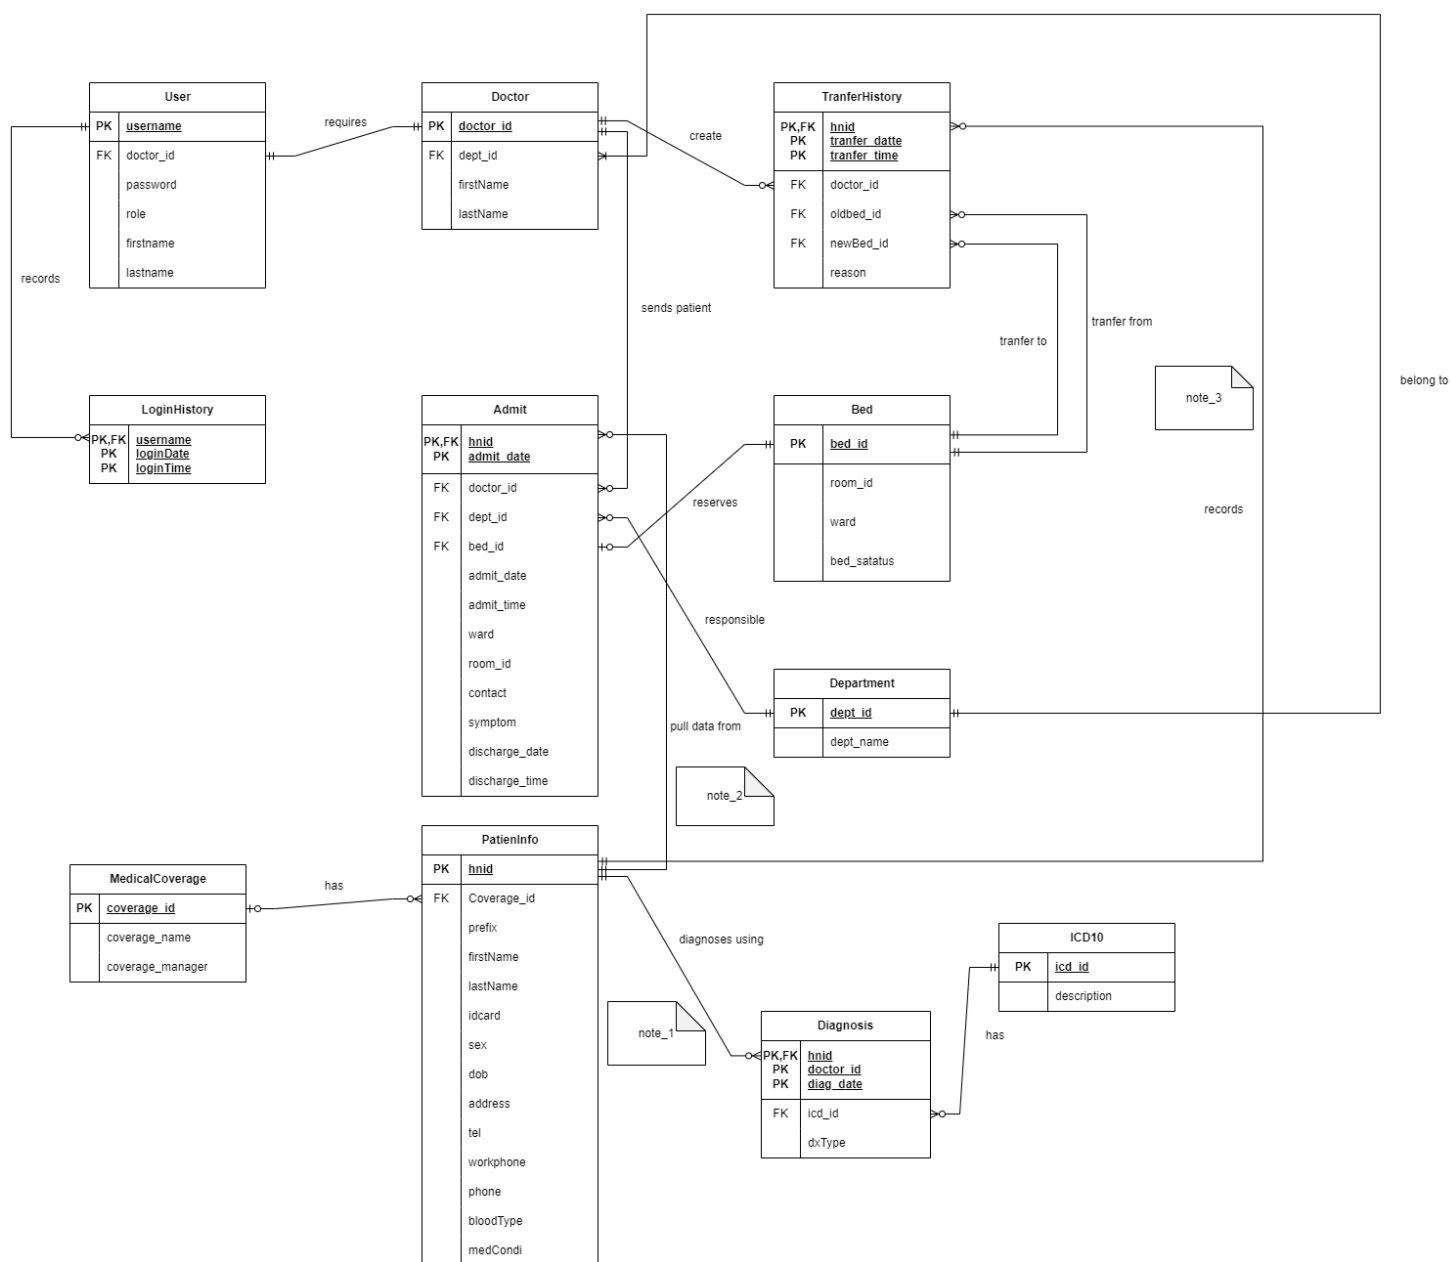 User
PK username
FK doctor_id
password
role
firstname
lastname
requires
Doctor
PK doctor_id
FK dept_id
firstName
lastName
create
TranferHistory
PK,FK hnid
PK tranfer_datte
PK tranfer_time
FK doctor_id
FK oldbed_id
FK newBed_id
reason
records
sends patient
tranfer to
tranfer from
note_3
belong to
records
LoginHistory
PK,FK username
PK loginDate
PK loginTime
Admit
PK,FK hnid
PK admit_date
FK doctor_id
FK dept_id
FK bed_id
admit_date
admit_time
ward
room_id
contact
symptom
discharge_date
discharge_time
reserves
Bed
PK bed_id
room_id
ward
bed_satatus
responsible
Department
PK dept_id
dept_name
pull data from
note_2
MedicalCoverage
PK coverage_id
coverage_name
coverage_manager
has
PatienInfo
PK hnid
FK Coverage_id
prefix
firstName
lastName
idcard
sex
dob
address
tel
workphone
phone
bloodType
medCondi
diagnoses using
note_1
Diagnosis
PK,FK hnid
PK doctor_id
PK diag_date
FK icd_id
dxType
ICD10
PK icd_id
description
has